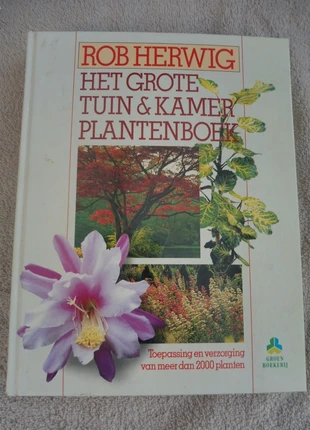 ROB HERWIG
HET GROTE
TUIN & KAMER
PLANTENBOEK
Toepassing en verzorging
van meer dan 2000 planten
GROEN
BOEKERIJ